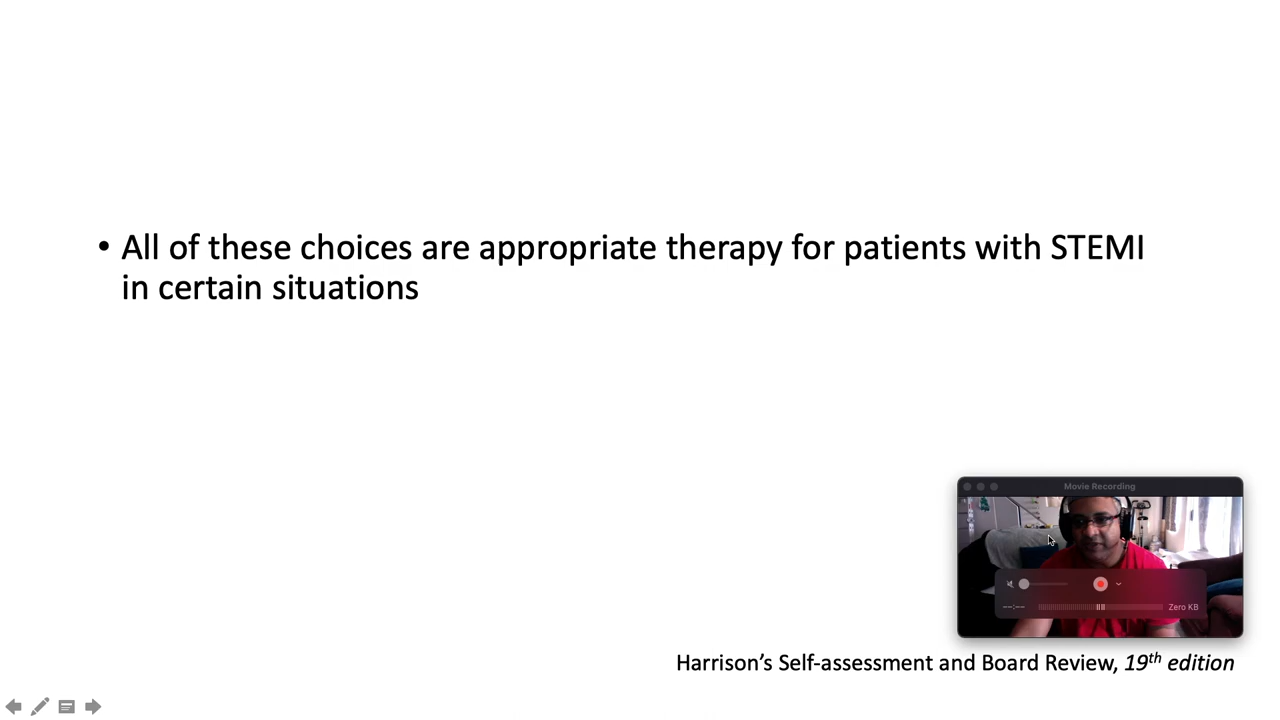 • All of these choices are appropriate therapy for patients with STEMI
in certain situations
Movie Recording
--:--
Zero KB
Harrison’s Self-assessment and Board Review, 19th edition